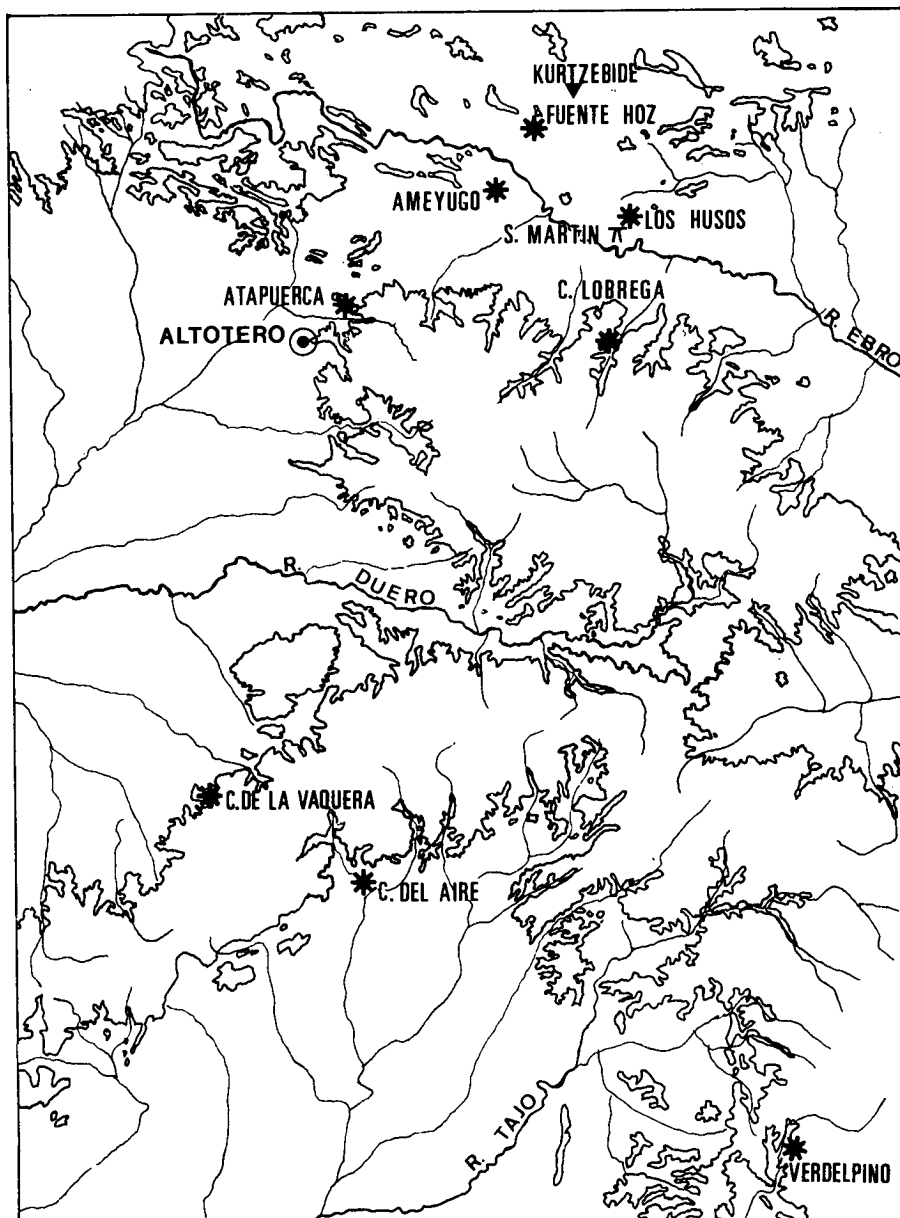 KURTZEBIDE
FUENTE HOZ
AMEYUGO
LOS HUSOS
S. MARTIN
ATAPUERCA
C. LOBREGA
ALTOTERO
R. EBRO
R. DUERO
C. DE LA VAQUERA
C. DEL AIRE
R. TAJO
VERDELPINO